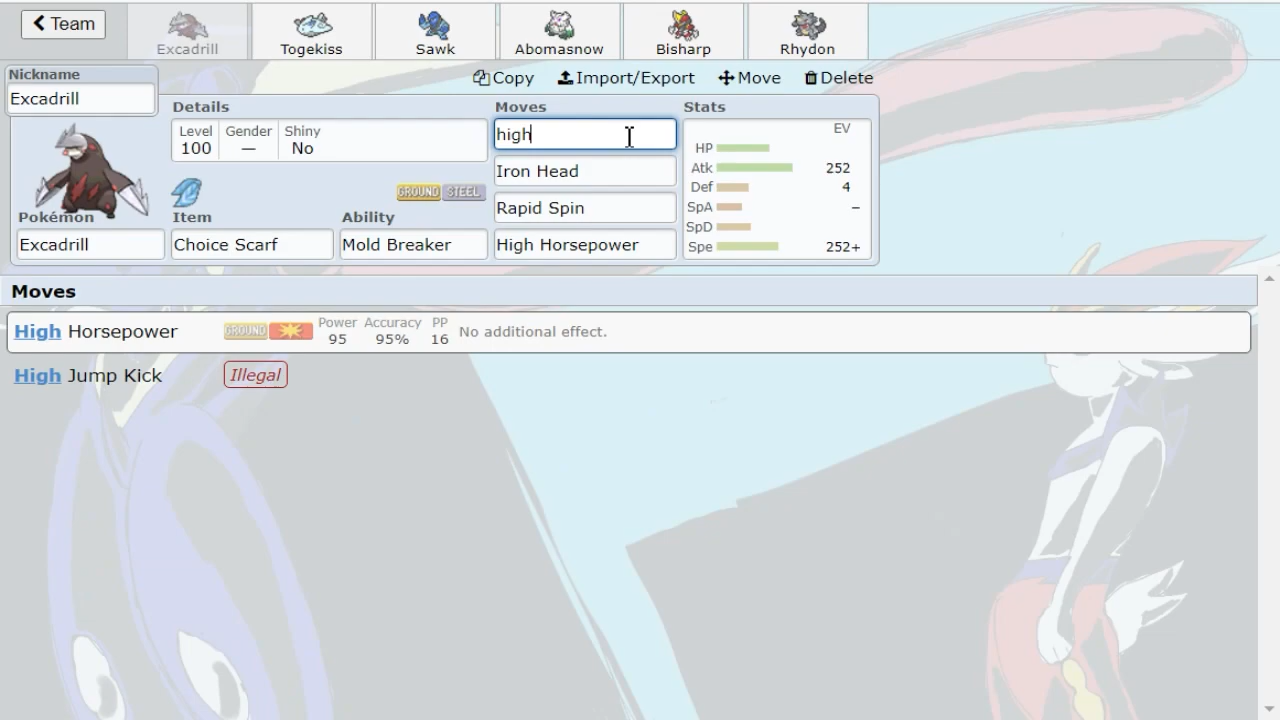 Team
Excadrill
Togekiss
Sawk
Abomasnow
Bisharp
Rhydon
Nickname
Excadrill
Copy
Import/Export
Move
Delete
Details
Moves
Stats
Level
100
Gender
—
Shiny
No
GROUND STEEL
Pokémon
Excadrill
Item
Choice Scarf
Ability
Mold Breaker
high
Iron Head
Rapid Spin
High Horsepower
EV
HP
Atk 252
Def 4
SpA –
SpD
Spe 252+
Moves
High Horsepower GROUND Power 95 Accuracy 95% PP 16 No additional effect.
High Jump Kick Illegal